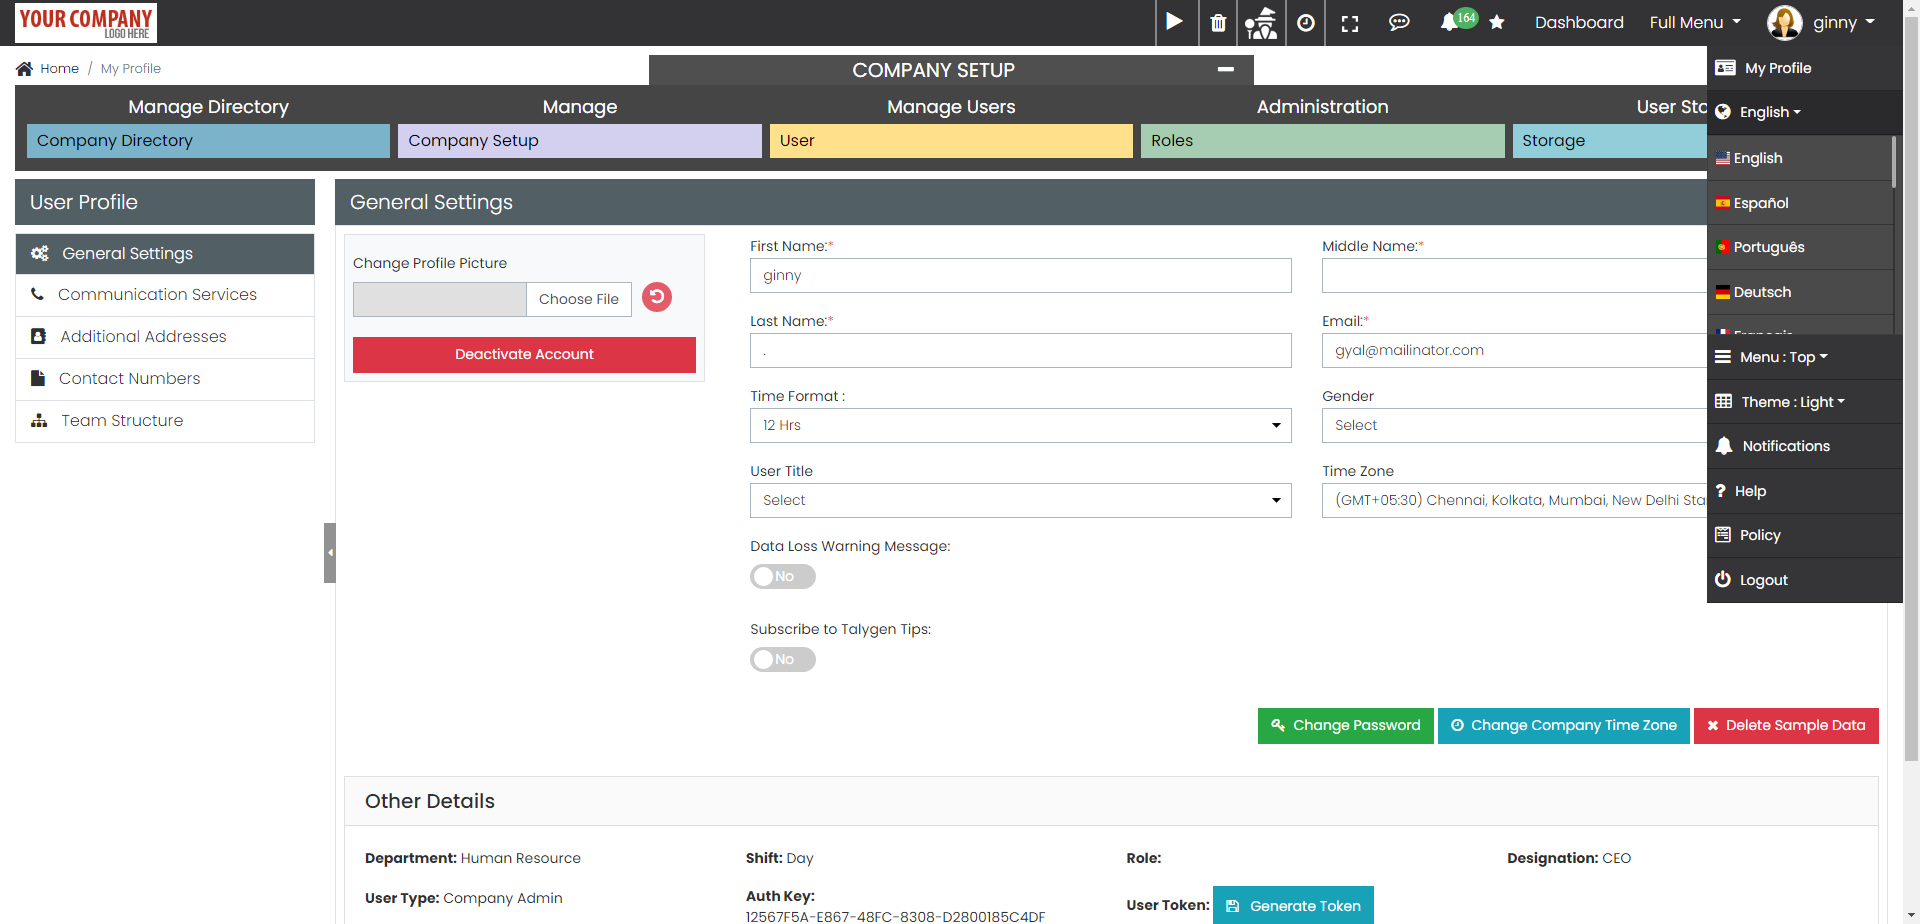 YOUR COMPANY
LOGO HERE
164
Dashboard
Full Menu
ginny
Home / My Profile
COMPANY SETUP
Manage Directory
Manage
Manage Users
Administration
User Sto
Company Directory
Company Setup
User
Roles
Storage
My Profile
English
English
Español
Português
Deutsch
Français
Menu : Top
Theme : Light
Notifications
Help
Policy
Logout
User Profile
General Settings
Communication Services
Additional Addresses
Contact Numbers
Team Structure
General Settings
Change Profile Picture
Choose File
Deactivate Account
First Name:*
ginny
Middle Name:*
Last Name:*
.
Email:*
gyal@mailinator.com
Time Format :
12 Hrs
Gender
Select
User Title
Select
Time Zone
(GMT+05:30) Chennai, Kolkata, Mumbai, New Delhi Sta
Data Loss Warning Message:
No
Subscribe to Talygen Tips:
No
Change Password
Change Company Time Zone
Delete Sample Data
Other Details
Department: Human Resource
Shift: Day
Role:
Designation: CEO
User Type: Company Admin
Auth Key:
12567F5A-E867-48FC-8308-D2800185C4DF
User Token:
Generate Token